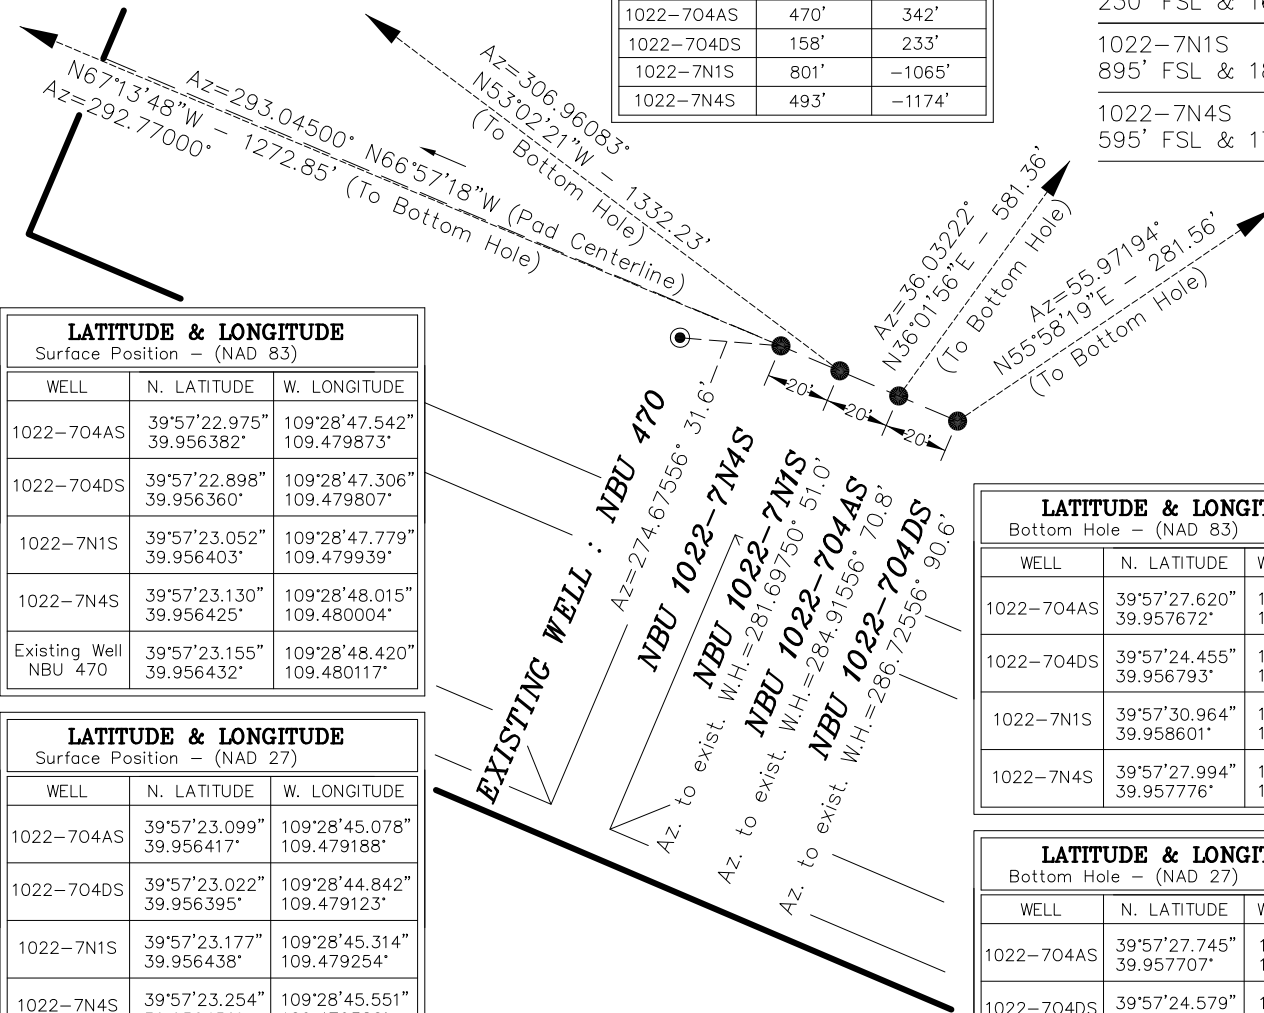 1022-7O4AS 470' 342'
1022-7O4DS 158' 233'
1022-7N1S 801' -1065'
1022-7N4S 493' -1174'
1022-7N1S
895' FSL &
1022-7N4S
595' FSL &
Az=293.04500° N66°57'18"W (Pad Centerline)
N67°13'48"W - 1272.85' (To Bottom Hole)
Az=292.77000°
Az=306.96083°
N53°02'21"W - 1332.23'
(To Bottom Hole)
Az=36.03222°
N36°01'56"E - 581.36'
(To Bottom Hole)
Az=55.97194°
N55°58'19"E - 281.56'
(To Bottom Hole)
20'
20'
20'
EXISTING WELL : NBU 470
Az=274.67556° 31.6'
NBU 1022-7N4S
NBU 1022-7N1S
Az. to exist. W.H.=281.69750° 51.0'
NBU 1022-7O4AS
Az. to exist. W.H.=284.91556° 70.8'
NBU 1022-7O4DS
Az. to exist. W.H.=286.72556° 90.6'
LATITUDE & LONGITUDE
Surface Position - (NAD 83)
WELL N. LATITUDE W. LONGITUDE
1022-7O4AS 39°57'22.975" 109°28'47.542"
39.956382° 109.479873°
1022-7O4DS 39°57'22.898" 109°28'47.306"
39.956360° 109.479807°
1022-7N1S 39°57'23.052" 109°28'47.779"
39.956403° 109.479939°
1022-7N4S 39°57'23.130" 109°28'48.015"
39.956425° 109.480004°
Existing Well 39°57'23.155" 109°28'48.420"
NBU 470 39.956432° 109.480117°
LATITUDE & LONGITUDE
Surface Position - (NAD 27)
WELL N. LATITUDE W. LONGITUDE
1022-7O4AS 39°57'23.099" 109°28'45.078"
39.956417° 109.479188°
1022-7O4DS 39°57'23.022" 109°28'44.842"
39.956395° 109.479123°
1022-7N1S 39°57'23.177" 109°28'45.314"
39.956438° 109.479254°
1022-7N4S 39°57'23.254" 109°28'45.551"
LATITUDE &
Bottom Hole - (NAD 83)
WELL N. LATITUDE
1022-7O4AS 39°57'27.620"
39.957672°
1022-7O4DS 39°57'24.455"
39.956793°
1022-7N1S 39°57'30.964"
39.958601°
1022-7N4S 39°57'27.994"
39.957776°
LATITUDE &
Bottom Hole - (NAD 27)
WELL N. LATITUDE
1022-7O4AS 39°57'27.745"
39.957707°
1022-7O4DS 39°57'24.579"